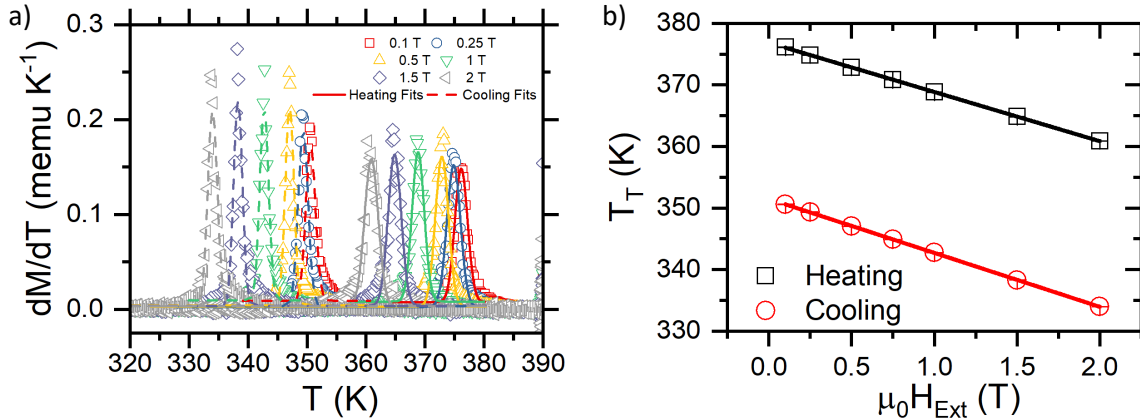 a)
dM/dT (memu K⁻¹)
0.3
0.2
0.1
0.0
0.1 T 0.25 T
0.5 T 1 T
1.5 T 2 T
Heating Fits Cooling Fits
320 330 340 350 360 370 380 390
T (K)
b)
T_T (K)
380
370
360
350
340
330
Heating
Cooling
0.0 0.5 1.0 1.5 2.0
μ₀H_Ext (T)